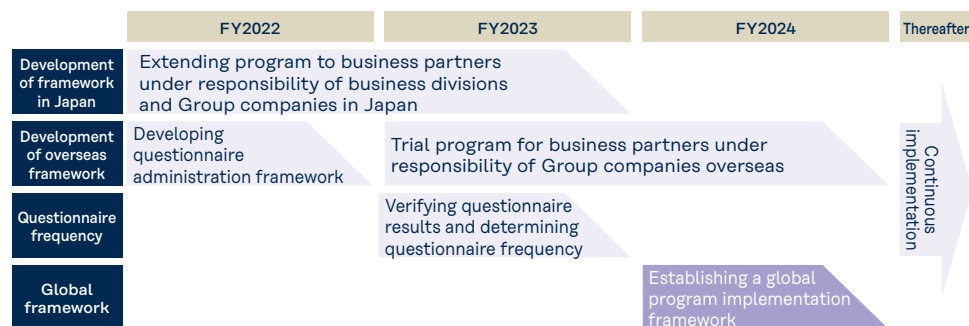 FY2022
FY2023
FY2024
Thereafter
Development
of framework
in Japan
Extending program to business partners
under responsibility of business divisions
and Group companies in Japan
Development
of overseas
framework
Developing
questionnaire
administration framework
Trial program for business partners under
responsibility of Group companies overseas
Questionnaire
frequency
Verifying questionnaire
results and determining
questionnaire frequency
Global
framework
Establishing a global
program implementation
framework
Continuous
implementation